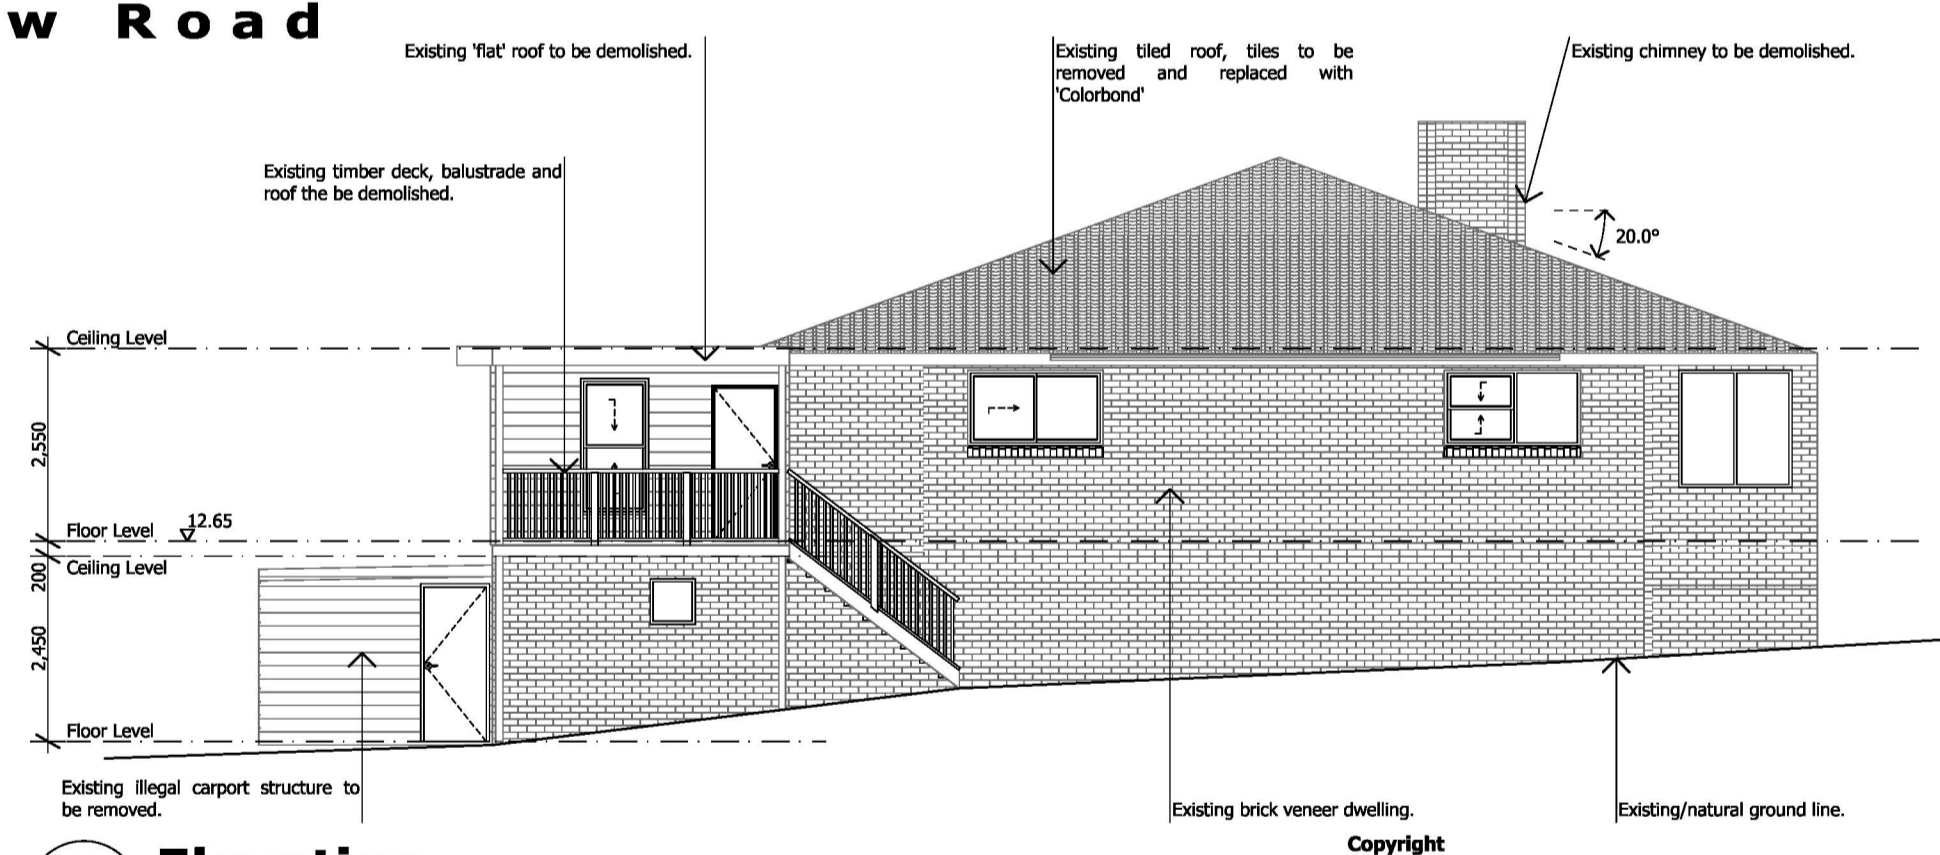 w Road
Existing 'flat' roof to be demolished.
Existing tiled roof, tiles to be
removed and replaced with
'Colorbond'
Existing chimney to be demolished.
Existing timber deck, balustrade and
roof the be demolished.
20.0°
Ceiling Level
2,550
Floor Level
12.65
Ceiling Level
200
2,450
Floor Level
Existing illegal carport structure to
be removed.
Existing brick veneer dwelling.
Existing/natural ground line.
Copyright